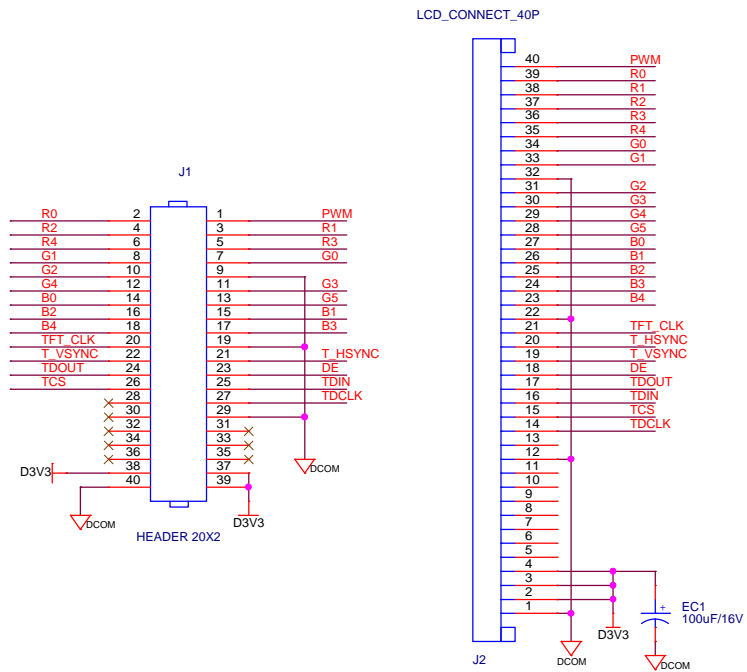 LCD_CONNECT_40P
J1
R0 2 1 PWM
R2 4 3 R1
R4 6 5 R3
G1 8 7 G0
G2 10 9
G4 12 11 G3
B0 14 13 G5
B2 16 15 B1
B4 18 17 B3
TFT_CLK 20 19
T_VSYNC 22 21 T_HSYNC
TDOUT 24 23 DE
TCS 26 25 TDIN
28 27 TDCLK
30 29
32 31
34 33
36 35
D3V3 38 37
40 39
DCOM
DCOM
D3V3
HEADER 20X2
40 PWM
39 R0
38 R1
37 R2
36 R3
35 R4
34 G0
33 G1
32
31 G2
30 G3
29 G4
28 G5
27 B0
26 B1
25 B2
24 B3
23 B4
22
21 TFT_CLK
20 T_HSYNC
19 T_VSYNC
18 DE
17 TDOUT
16 TDIN
15 TCS
14 TDCLK
13
12
11
10
9
8
7
6
5
4
3
2
1
+
EC1
100uF/16V
D3V3
DCOM
DCOM
J2